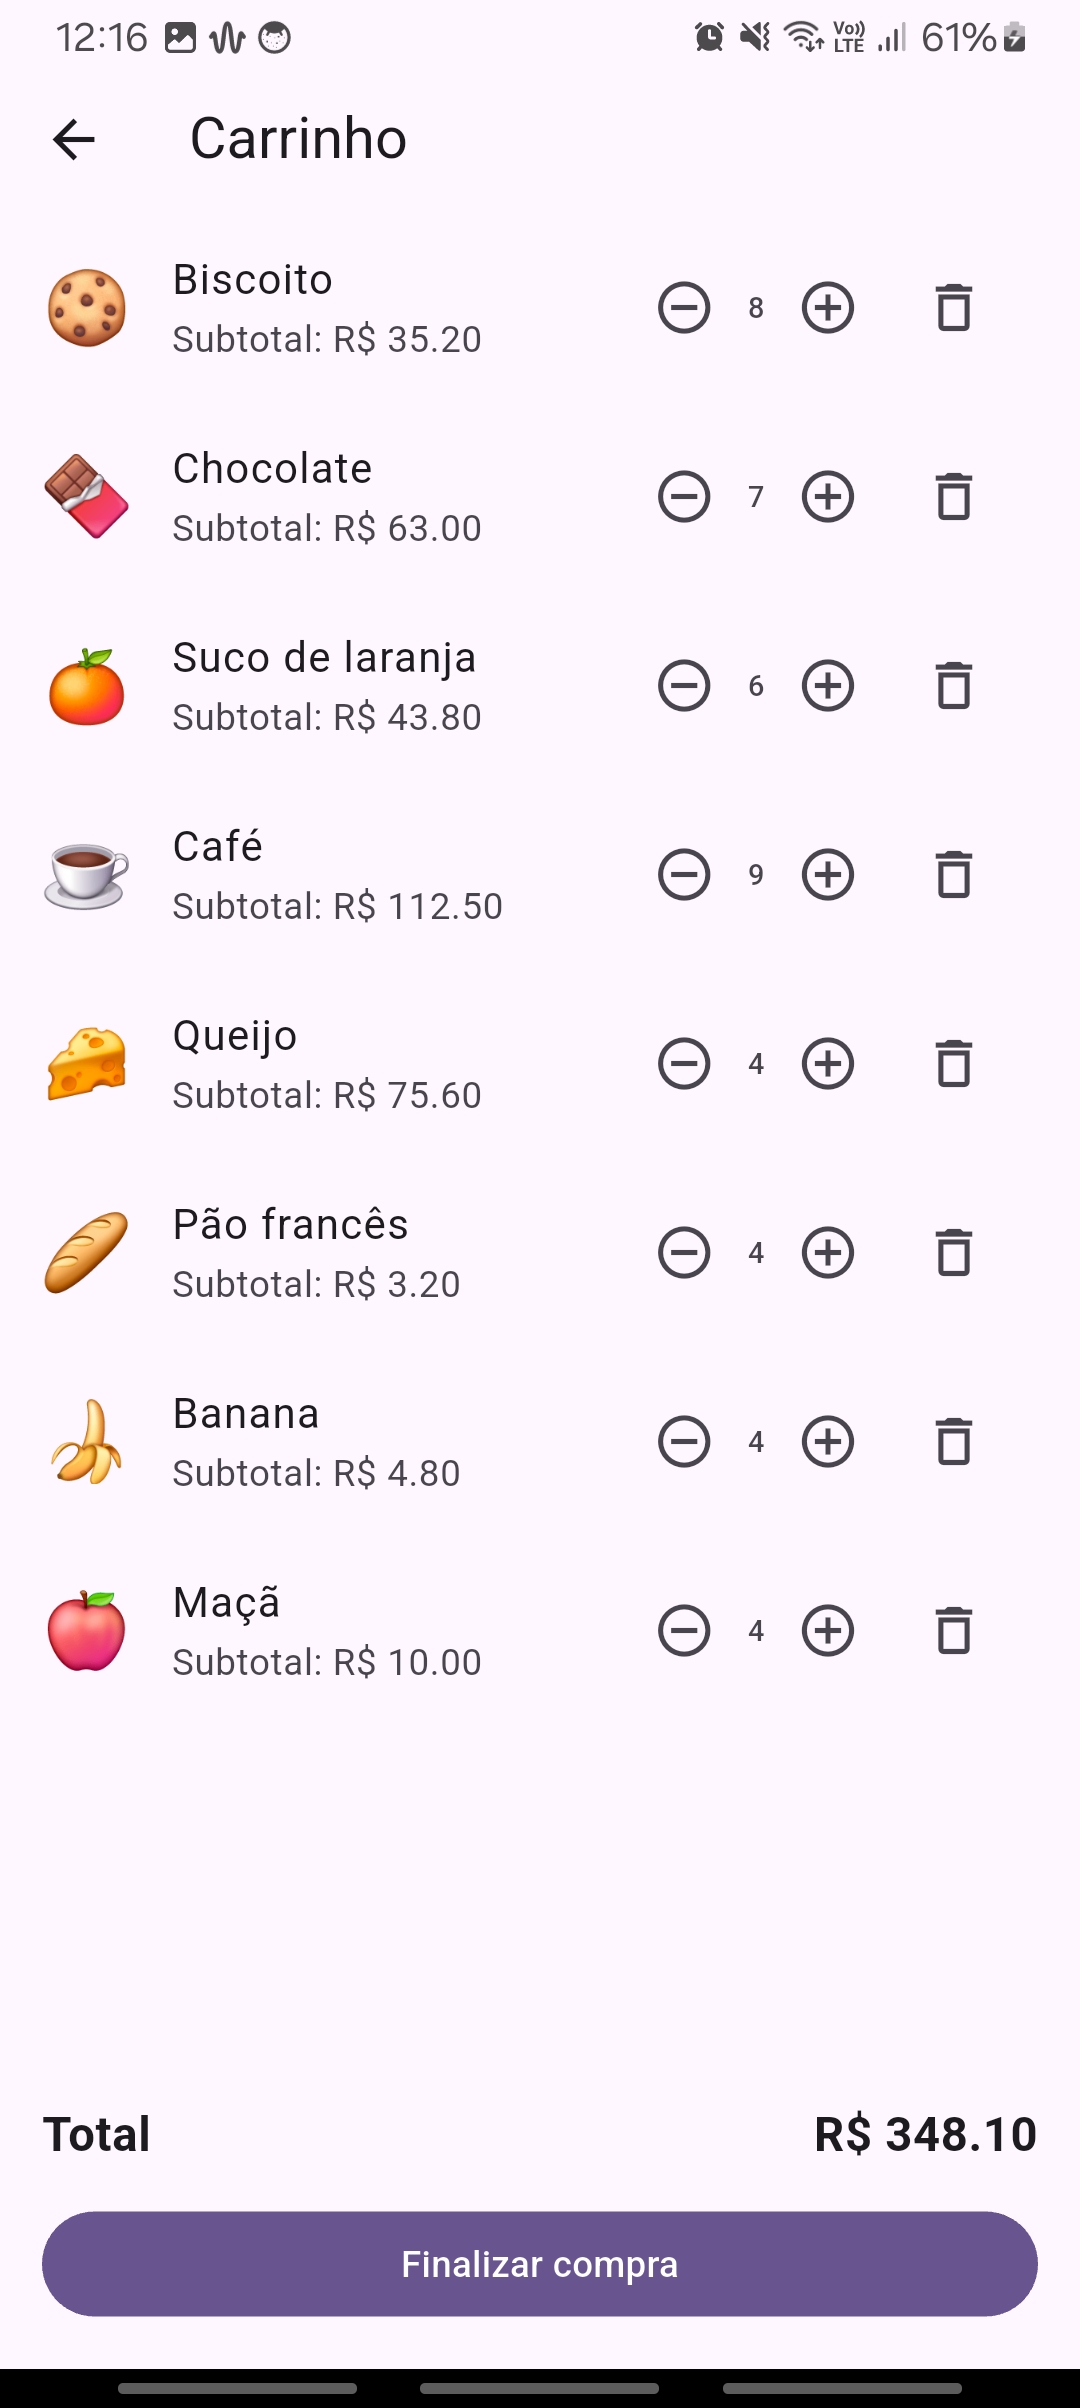 12:16 Vo)) LTE 61%
Carrinho
Biscoito
Subtotal: R$ 35.20
8
Chocolate
Subtotal: R$ 63.00
7
Suco de laranja
Subtotal: R$ 43.80
6
Café
Subtotal: R$ 112.50
9
Queijo
Subtotal: R$ 75.60
4
Pão francês
Subtotal: R$ 3.20
4
Banana
Subtotal: R$ 4.80
4
Maçã
Subtotal: R$ 10.00
4
Total R$ 348.10
Finalizar compra